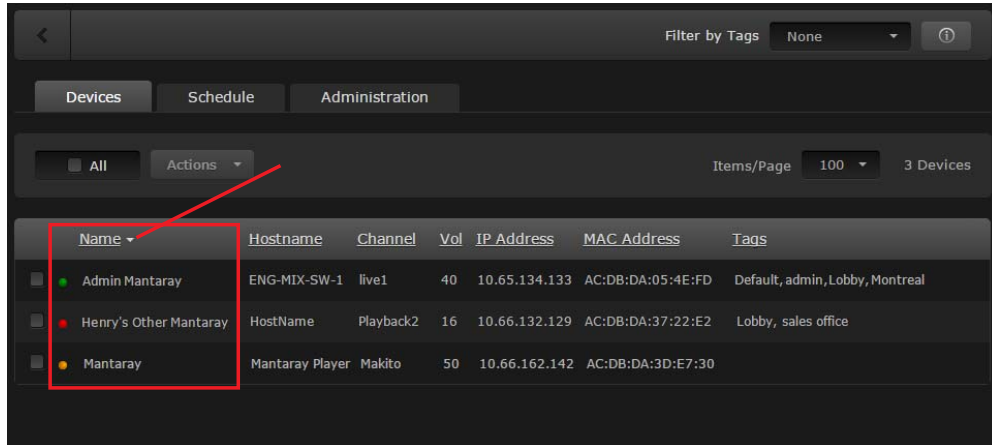 Filter by Tags None
Devices Schedule Administration
All Actions Items/Page 100 3 Devices
Name Hostname Channel Vol IP Address MAC Address Tags
Admin Mantaray ENG-MIX-SW-1 live1 40 10.65.134.133 AC:DB:DA:05:4E:FD Default,admin,Lobby,Montreal
Henry's Other Mantaray HostName Playback2 16 10.66.132.129 AC:DB:DA:37:22:E2 Lobby, sales office
Mantaray Mantaray Player Makito 50 10.66.162.142 AC:DB:DA:3D:E7:30